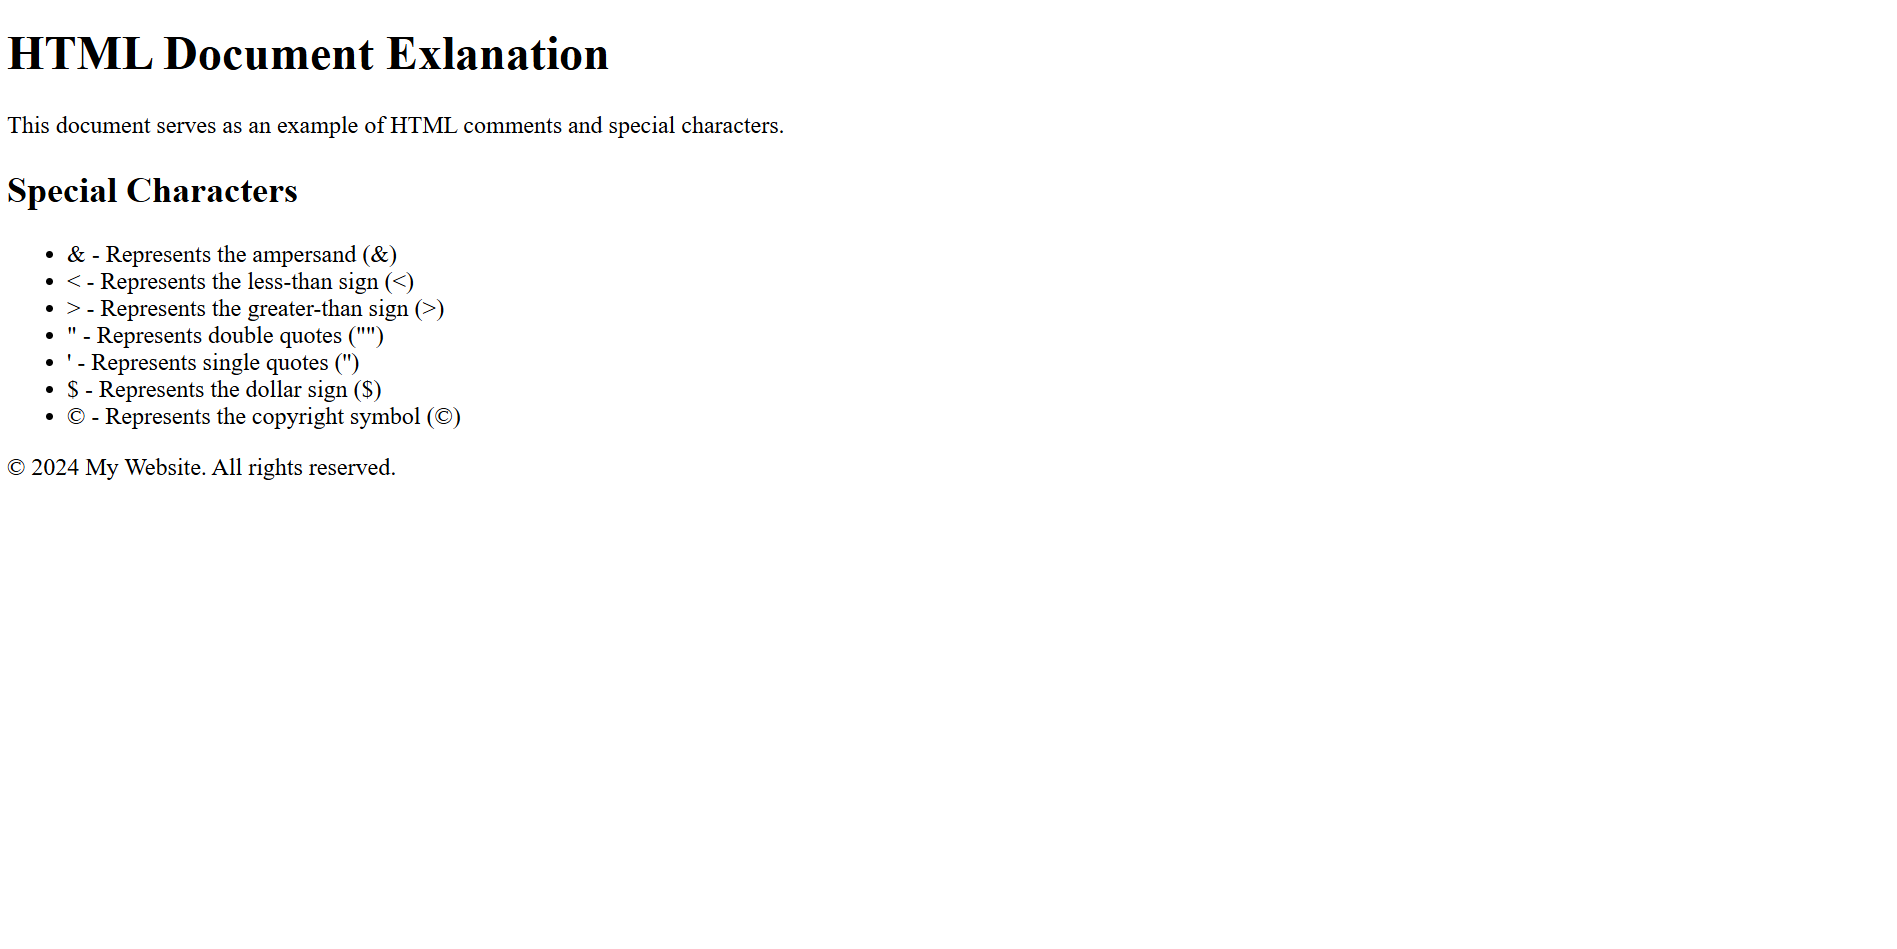 HTML Document Exlanation
This document serves as an example of HTML comments and special characters.
Special Characters
• & - Represents the ampersand (&)
• < - Represents the less-than sign (<)
• > - Represents the greater-than sign (>)
• " - Represents double quotes ("")
• ' - Represents single quotes ('')
• $ - Represents the dollar sign ($)
• © - Represents the copyright symbol (©)
© 2024 My Website. All rights reserved.